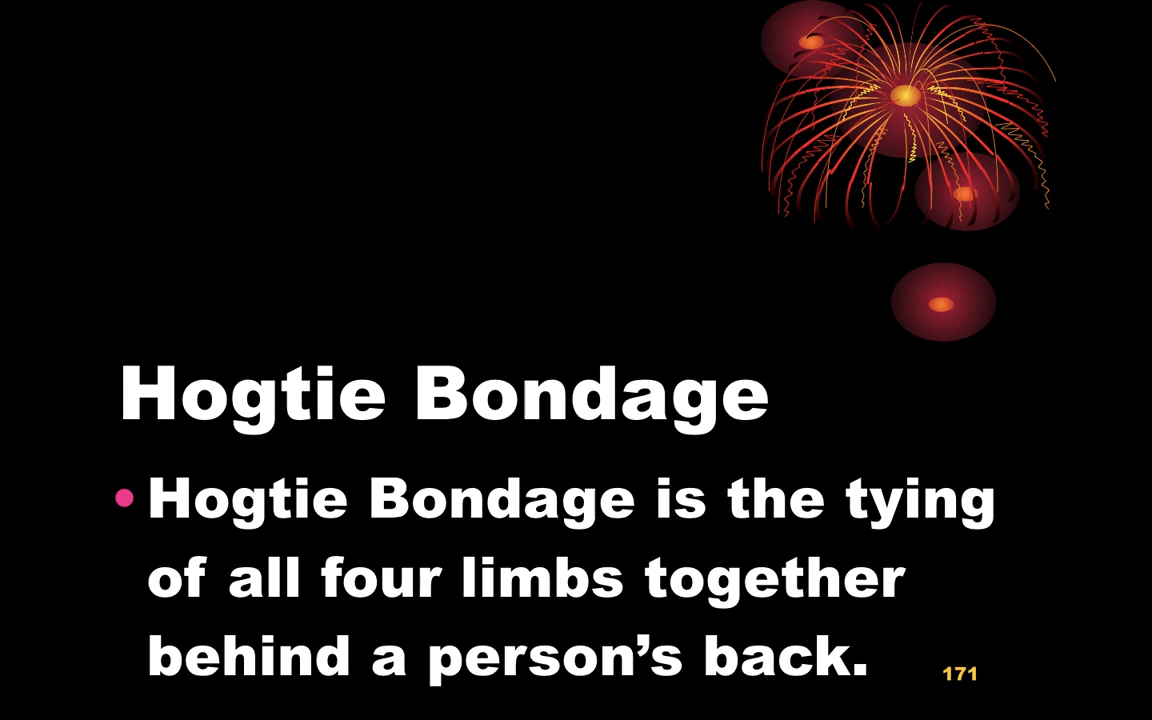 Hogtie Bondage
• Hogtie Bondage is the tying
of all four limbs together
behind a person’s back.
171